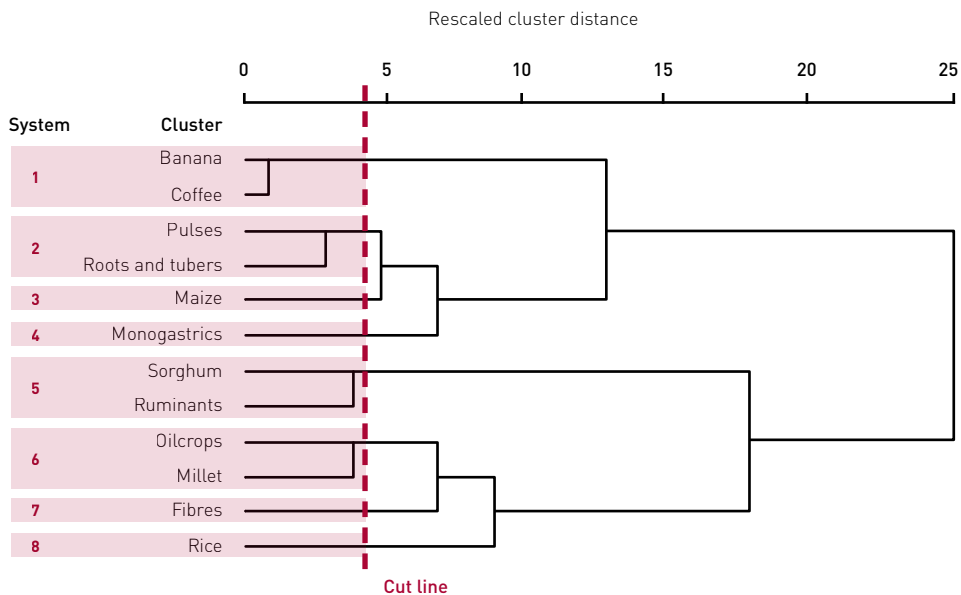 Rescaled cluster distance
0 5 10 15 20 25
System Cluster
1
Banana
Coffee
2
Pulses
Roots and tubers
3 Maize
4 Monogastrics
5
Sorghum
Ruminants
6
Oilcrops
Millet
7 Fibres
8 Rice
Cut line